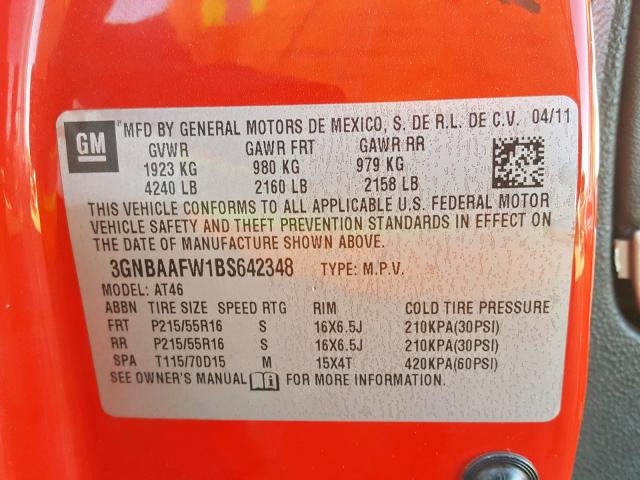 GM
MFD BY GENERAL MOTORS DE MEXICO, S. DE R.L. DE C.V. 04/11
GVWR GAWR FRT GAWR RR
1923 KG 980 KG 979 KG
4240 LB 2160 LB 2158 LB
THIS VEHICLE CONFORMS TO ALL APPLICABLE U.S. FEDERAL MOTOR
VEHICLE SAFETY AND THEFT PREVENTION STANDARDS IN EFFECT ON
THE DATE OF MANUFACTURE SHOWN ABOVE.
3GNBAAFW1BS642348 TYPE: M.P.V.
MODEL: AT46
ABBN TIRE SIZE SPEED RTG RIM COLD TIRE PRESSURE
FRT P215/55R16 S 16X6.5J 210KPA(30PSI)
RR P215/55R16 S 16X6.5J 210KPA(30PSI)
SPA T115/70D15 M 15X4T 420KPA(60PSI)
SEE OWNER'S MANUAL FOR MORE INFORMATION.